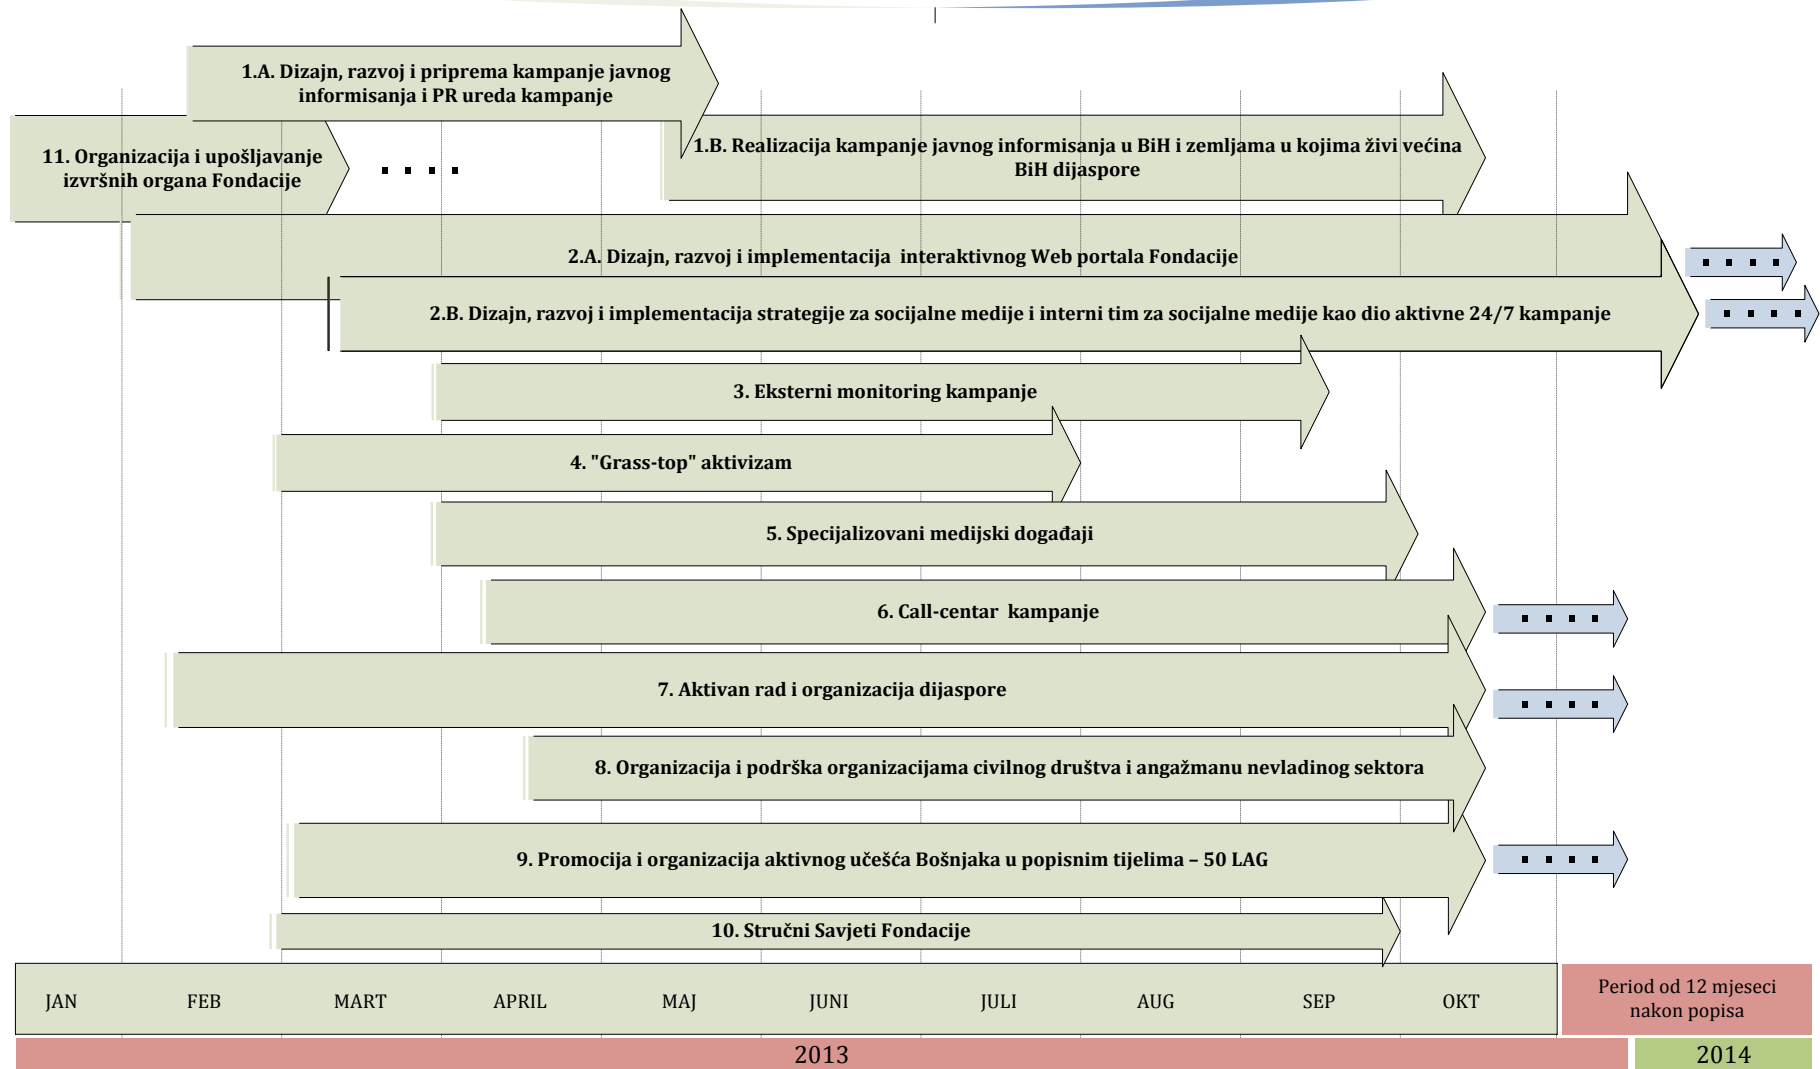 1.A. Dizajn, razvoj i priprema kampanje javnog
informisanja i PR ureda kampanje
11. Organizacija i upošljavanje
izvršnih organa Fondacije
1.B. Realizacija kampanje javnog informisanja u BiH i zemljama u kojima živi većina
BiH dijaspore
2.A. Dizajn, razvoj i implementacija interaktivnog Web portala Fondacije
2.B. Dizajn, razvoj i implementacija strategije za socijalne medije i interni tim za socijalne medije kao dio aktivne 24/7 kampanje
3. Eksterni monitoring kampanje
4. "Grass-top" aktivizam
5. Specijalizovani medijski događaji
6. Call-centar kampanje
7. Aktivan rad i organizacija dijaspore
8. Organizacija i podrška organizacijama civilnog društva i angažmanu nevladinog sektora
9. Promocija i organizacija aktivnog učešća Bošnjaka u popisnim tijelima – 50 LAG
10. Stručni Savjeti Fondacije
JAN FEB MART APRIL MAJ JUNI JULI AUG SEP OKT
Period od 12 mjeseci
nakon popisa
2013 2014